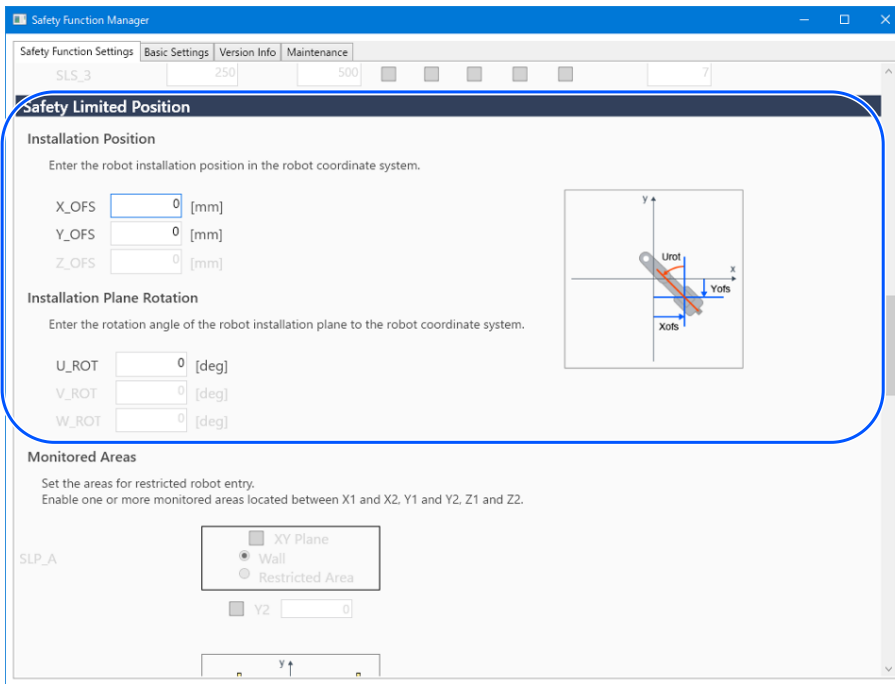 Safety Function Manager
Safety Function Settings Basic Settings Version Info Maintenance
SLS_3 250 500 7
Safety Limited Position
Installation Position
Enter the robot installation position in the robot coordinate system.
X_OFS 0 [mm]
Y_OFS 0 [mm]
Z_OFS 0 [mm]
y
Urot
x
Yofs
Xofs
Installation Plane Rotation
Enter the rotation angle of the robot installation plane to the robot coordinate system.
U_ROT 0 [deg]
V_ROT 0 [deg]
W_ROT 0 [deg]
Monitored Areas
Set the areas for restricted robot entry.
Enable one or more monitored areas located between X1 and X2, Y1 and Y2, Z1 and Z2.
XY Plane
SLP_A Wall
Restricted Area
Y2 0
y